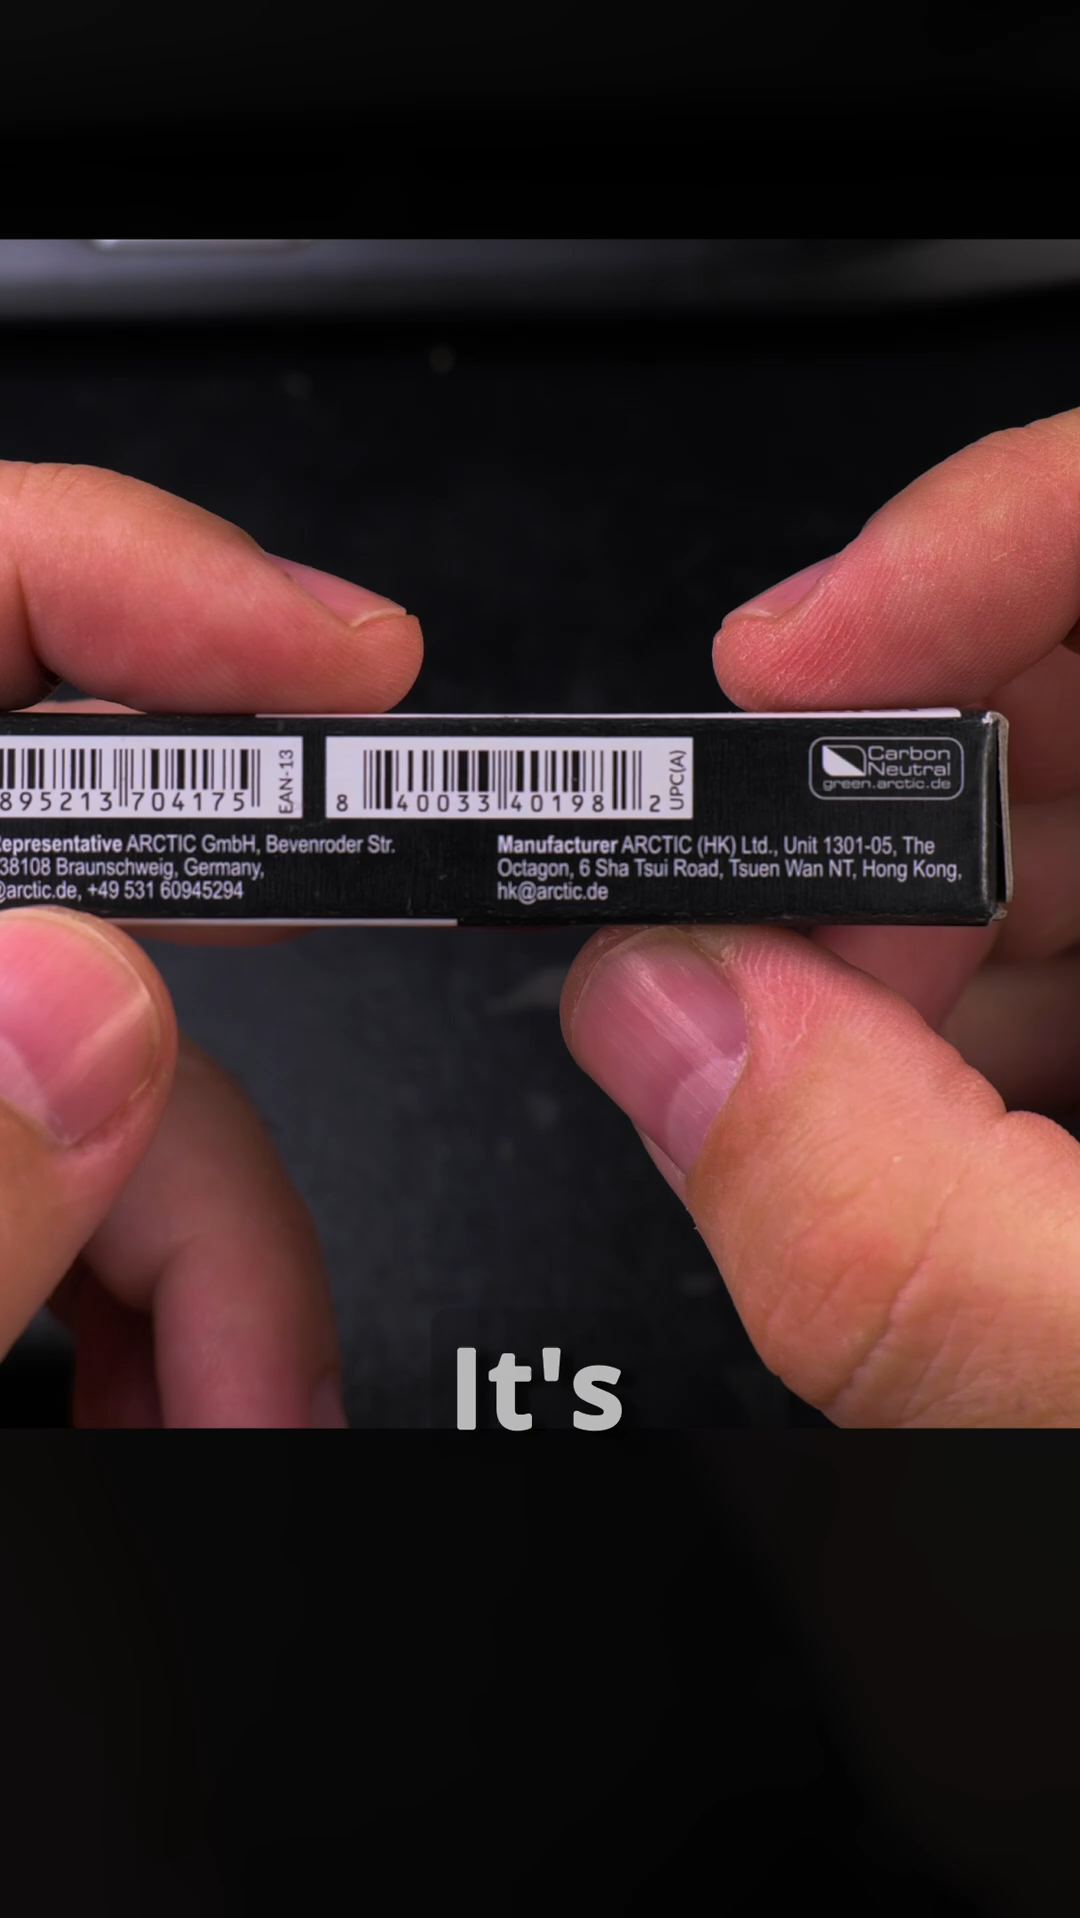 895213 704175
EAN-13
8 40033 40198 2
UPC(A)
Carbon
Neutral
green.arctic.de
Representative ARCTIC GmbH, Bevenroder Str.
38108 Braunschweig, Germany,
@arctic.de, +49 531 60945294
Manufacturer ARCTIC (HK) Ltd., Unit 1301-05, The
Octagon, 6 Sha Tsui Road, Tsuen Wan NT, Hong Kong,
hk@arctic.de
It's